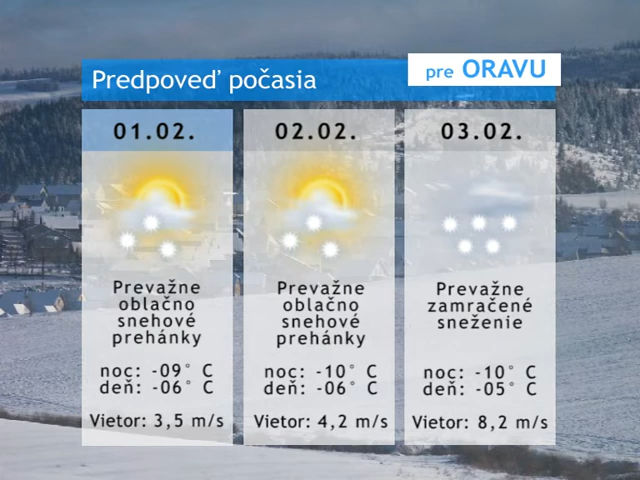 Predpoveď počasia
pre ORAVU
01.02.
Prevažne
oblačno
snehové
prehánky
noc: -09° C
deň: -06° C
Vietor: 3,5 m/s
02.02.
Prevažne
oblačno
snehové
prehánky
noc: -10° C
deň: -06° C
Vietor: 4,2 m/s
03.02.
Prevažne
zamračené
sneženie
noc: -10° C
deň: -05° C
Vietor: 8,2 m/s